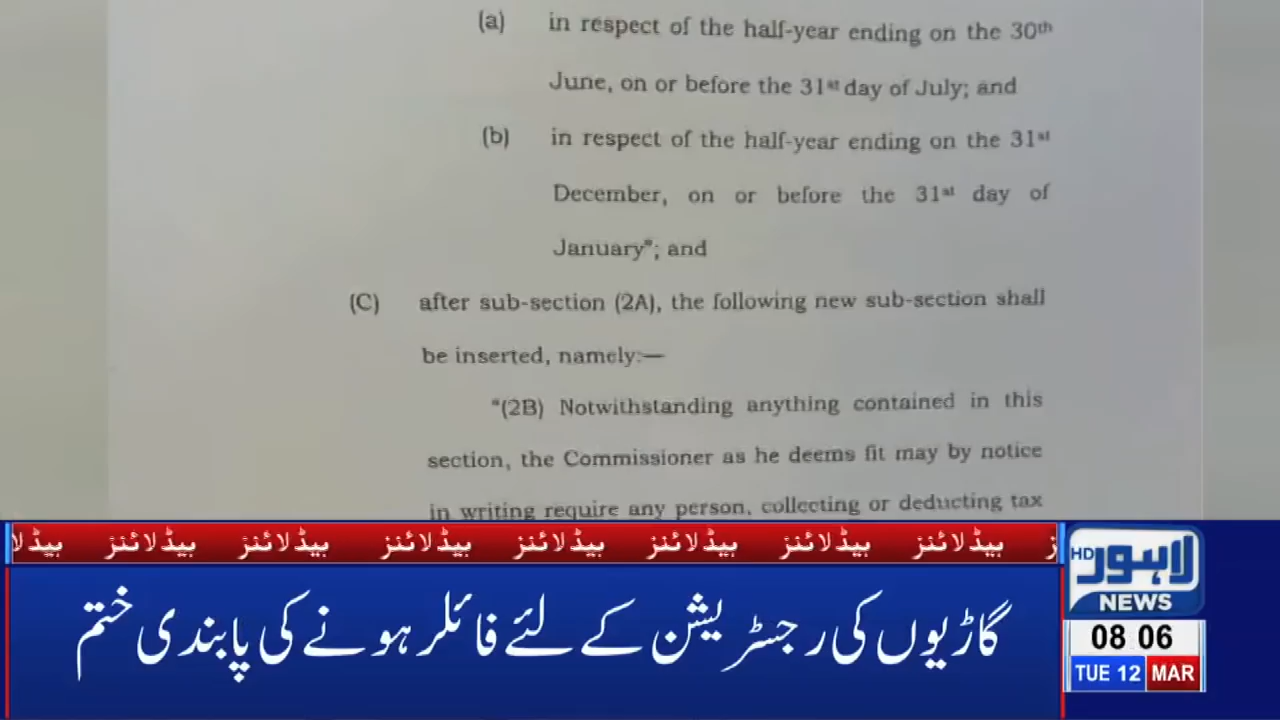 (a) in respect of the half-year ending on the 30th
June, on or before the 31st day of July; and
(b) in respect of the half-year ending on the 31st
December, on or before the 31st day of
January"; and
(C) after sub-section (2A), the following new sub-section shall
be inserted, namely:—
"(2B) Notwithstanding anything contained in this
section, the Commissioner as he deems fit may by notice
in writing require any person, collecting or deducting tax
ہیڈلائنز ہیڈلائنز ہیڈلائنز ہیڈلائنز ہیڈلائنز ہیڈلائنز ہیڈلائنز
گاڑیوں کی رجسٹریشن کے لئے فائلر ہونے کی پابندی ختم
HD لاہور
NEWS
08 06
TUE 12 MAR